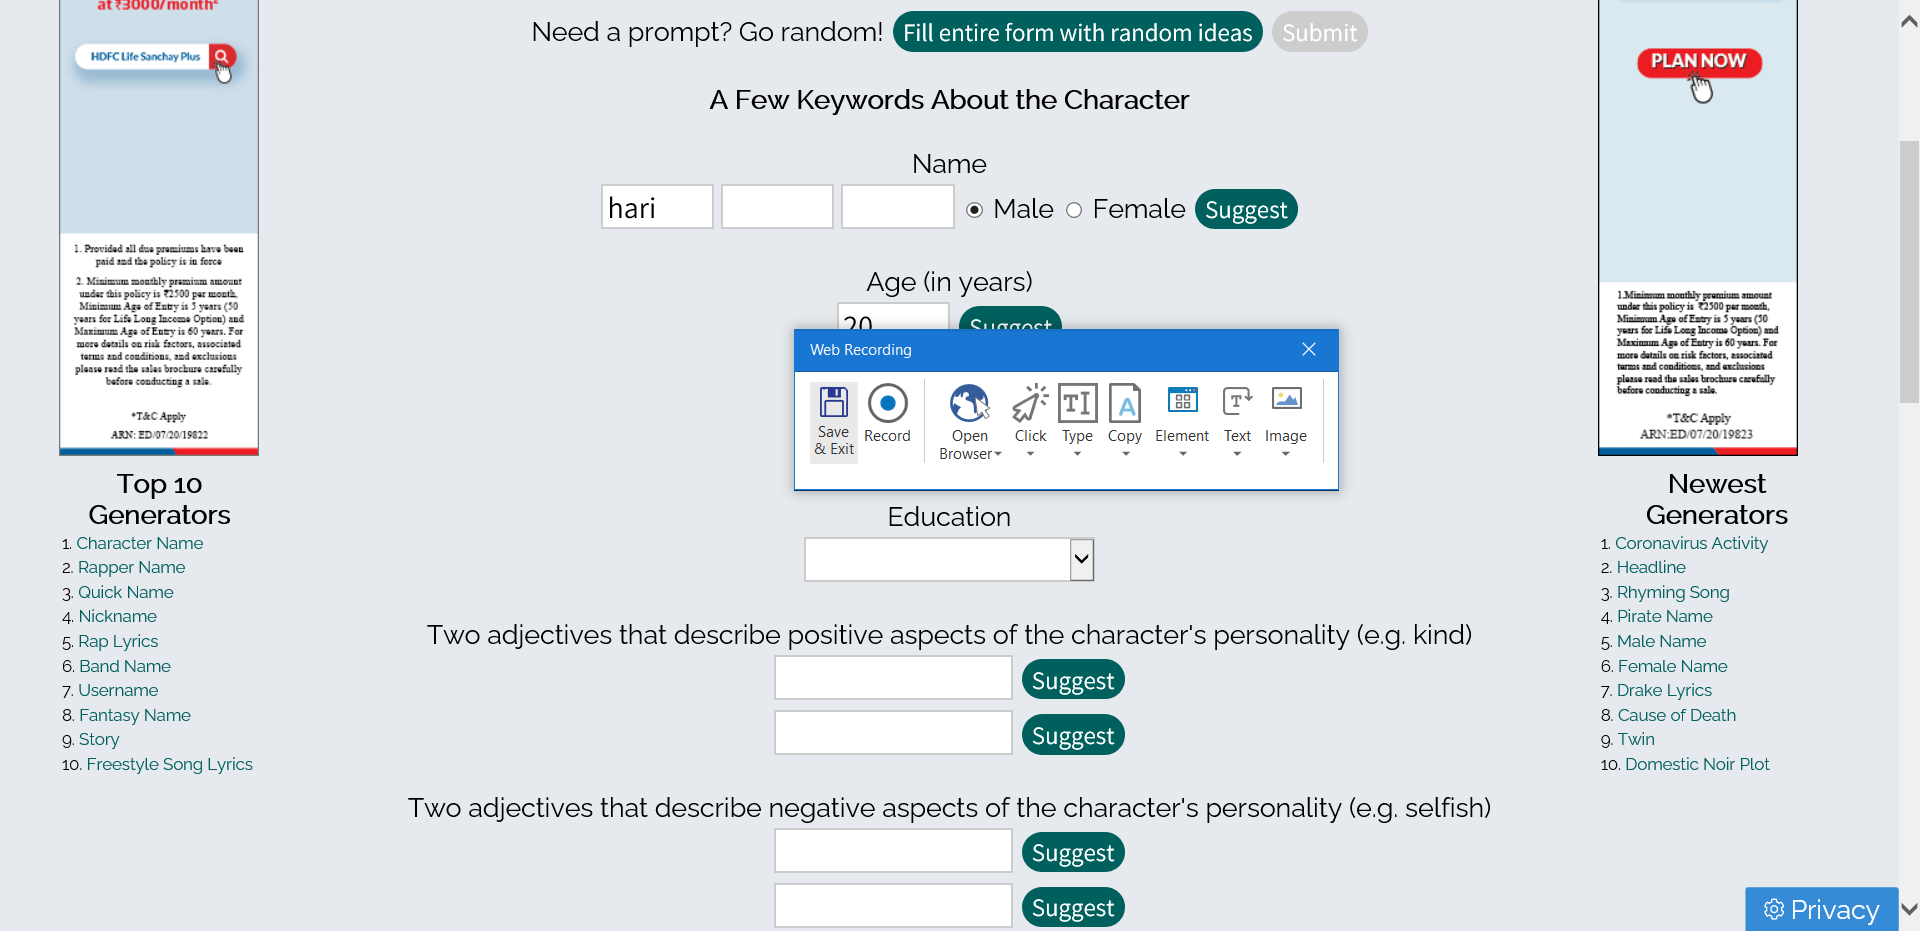 at ₹3000/month²
HDFC Life Sanchay Plus
1. Provided all due premiums have been
paid and the policy is in force
2. Minimum monthly premium amount
under this policy is ₹2500 per month,
Minimum Age of Entry is 5 years (50
years for Life Long Income Option) and
Maximum Age of Entry is 60 years. For
more details on risk factors, associated
terms and conditions, and exclusions
please read the sales brochure carefully
before conducting a sale.
*T&C Apply
ARN: ED/07/20/19822
Top 10
Generators
1. Character Name
2. Rapper Name
3. Quick Name
4. Nickname
5. Rap Lyrics
6. Band Name
7. Username
8. Fantasy Name
9. Story
10. Freestyle Song Lyrics
Need a prompt? Go random! Fill entire form with random ideas Submit
A Few Keywords About the Character
Name
hari Male Female Suggest
Age (in years)
20 Suggest
Web Recording
Save & Exit
Record
Open Browser
Click
Type
Copy
Element
Text
Image
Education
Two adjectives that describe positive aspects of the character's personality (e.g. kind)
Suggest
Suggest
Two adjectives that describe negative aspects of the character's personality (e.g. selfish)
Suggest
Suggest
PLAN NOW
1.Minimum monthly premium amount
under this policy is ₹2500 per month,
Minimum Age of Entry is 5 years (50
years for Life Long Income Option) and
Maximum Age of Entry is 60 years. For
more details on risk factors, associated
terms and conditions, and exclusions
please read the sales brochure carefully
before conducting a sale.
*T&C Apply
ARN:ED/07/20/19823
Newest
Generators
1. Coronavirus Activity
2. Headline
3. Rhyming Song
4. Pirate Name
5. Male Name
6. Female Name
7. Drake Lyrics
8. Cause of Death
9. Twin
10. Domestic Noir Plot
Privacy